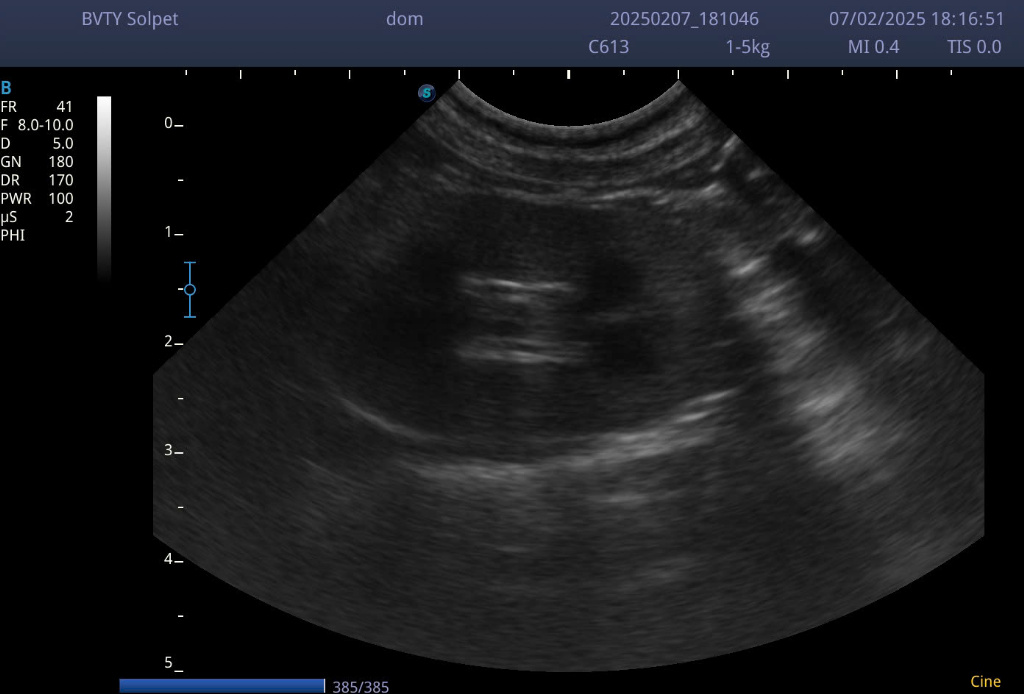 BVTY Solpet dom 20250207_181046 07/02/2025 18:16:51
C613 1-5kg MI 0.4 TIS 0.0
B
FR 41
F 8.0-10.0
D 5.0
GN 180
DR 170
PWR 100
µS 2
PHI
S
0
1
2
3
4
5
385/385
Cine